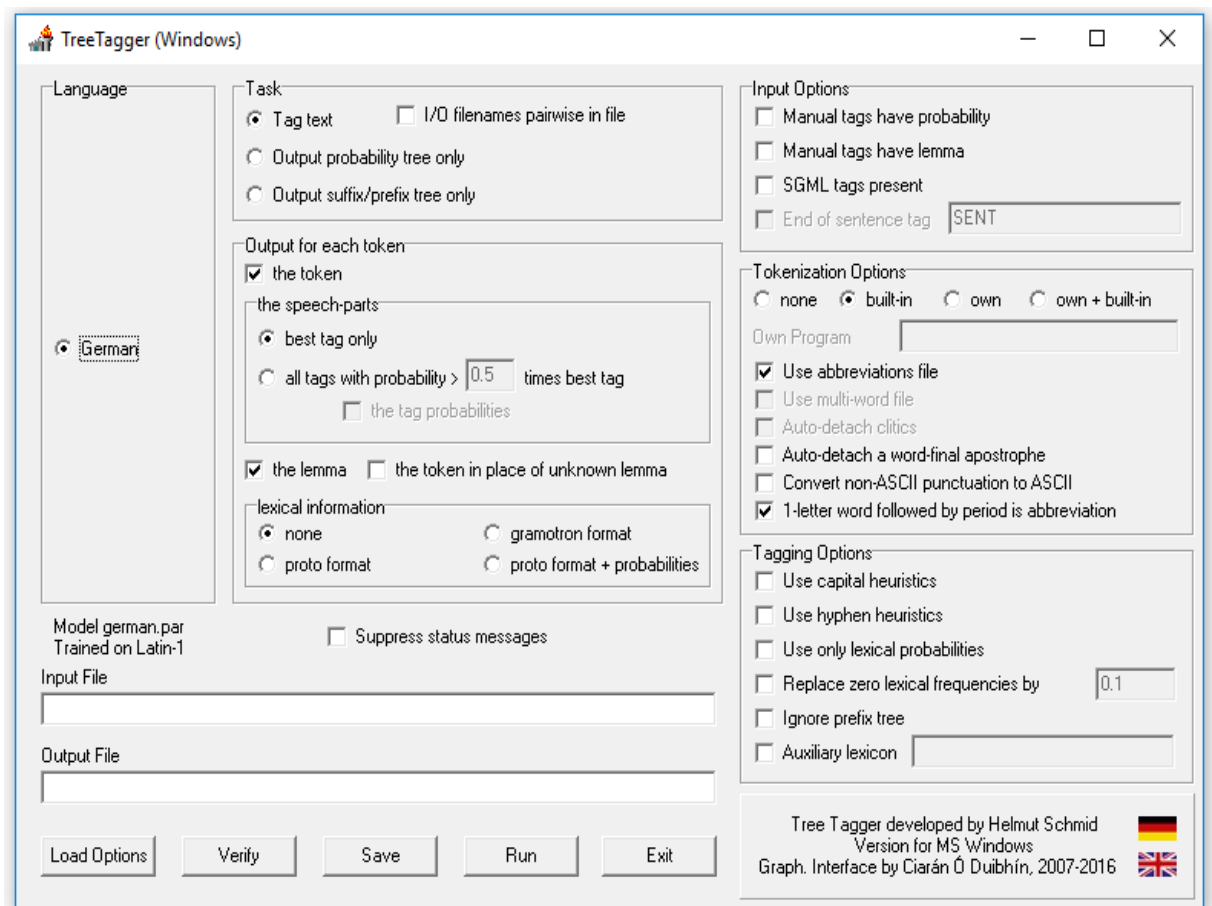 TreeTagger (Windows)
Language
German
Model german.par
Trained on Latin-1
Task
Tag text
I/O filenames pairwise in file
Output probability tree only
Output suffix/prefix tree only
Output for each token
the token
the speech-parts
best tag only
all tags with probability > 0.5 times best tag
the tag probabilities
the lemma
the token in place of unknown lemma
lexical information
none
gramotron format
proto format
proto format + probabilities
Suppress status messages
Input File
Output File
Load Options
Verify
Save
Run
Exit
Input Options
Manual tags have probability
Manual tags have lemma
SGML tags present
End of sentence tag SENT
Tokenization Options
none built-in own own + built-in
Own Program
Use abbreviations file
Use multi-word file
Auto-detach clitics
Auto-detach a word-final apostrophe
Convert non-ASCII punctuation to ASCII
1-letter word followed by period is abbreviation
Tagging Options
Use capital heuristics
Use hyphen heuristics
Use only lexical probabilities
Replace zero lexical frequencies by 0.1
Ignore prefix tree
Auxiliary lexicon
Tree Tagger developed by Helmut Schmid
Version for MS Windows
Graph. Interface by Ciarán Ó Duibhín, 2007-2016